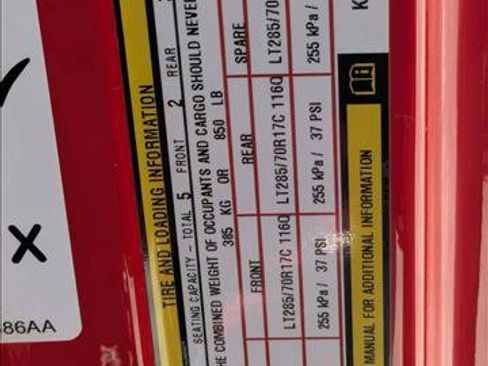 TIRE AND LOADING INFORMATION
SEATING CAPACITY - TOTAL 5 FRONT 2 REAR
THE COMBINED WEIGHT OF OCCUPANTS AND CARGO SHOULD NEVER
385 KG OR 850 LB
FRONT REAR SPARE
LT285/70R17C 116Q LT285/70R17C 116Q LT285/70R17
255 kPa / 37 PSI 255 kPa / 37 PSI 255 kPa /
MANUAL FOR ADDITIONAL INFORMATION
K
x
86AA